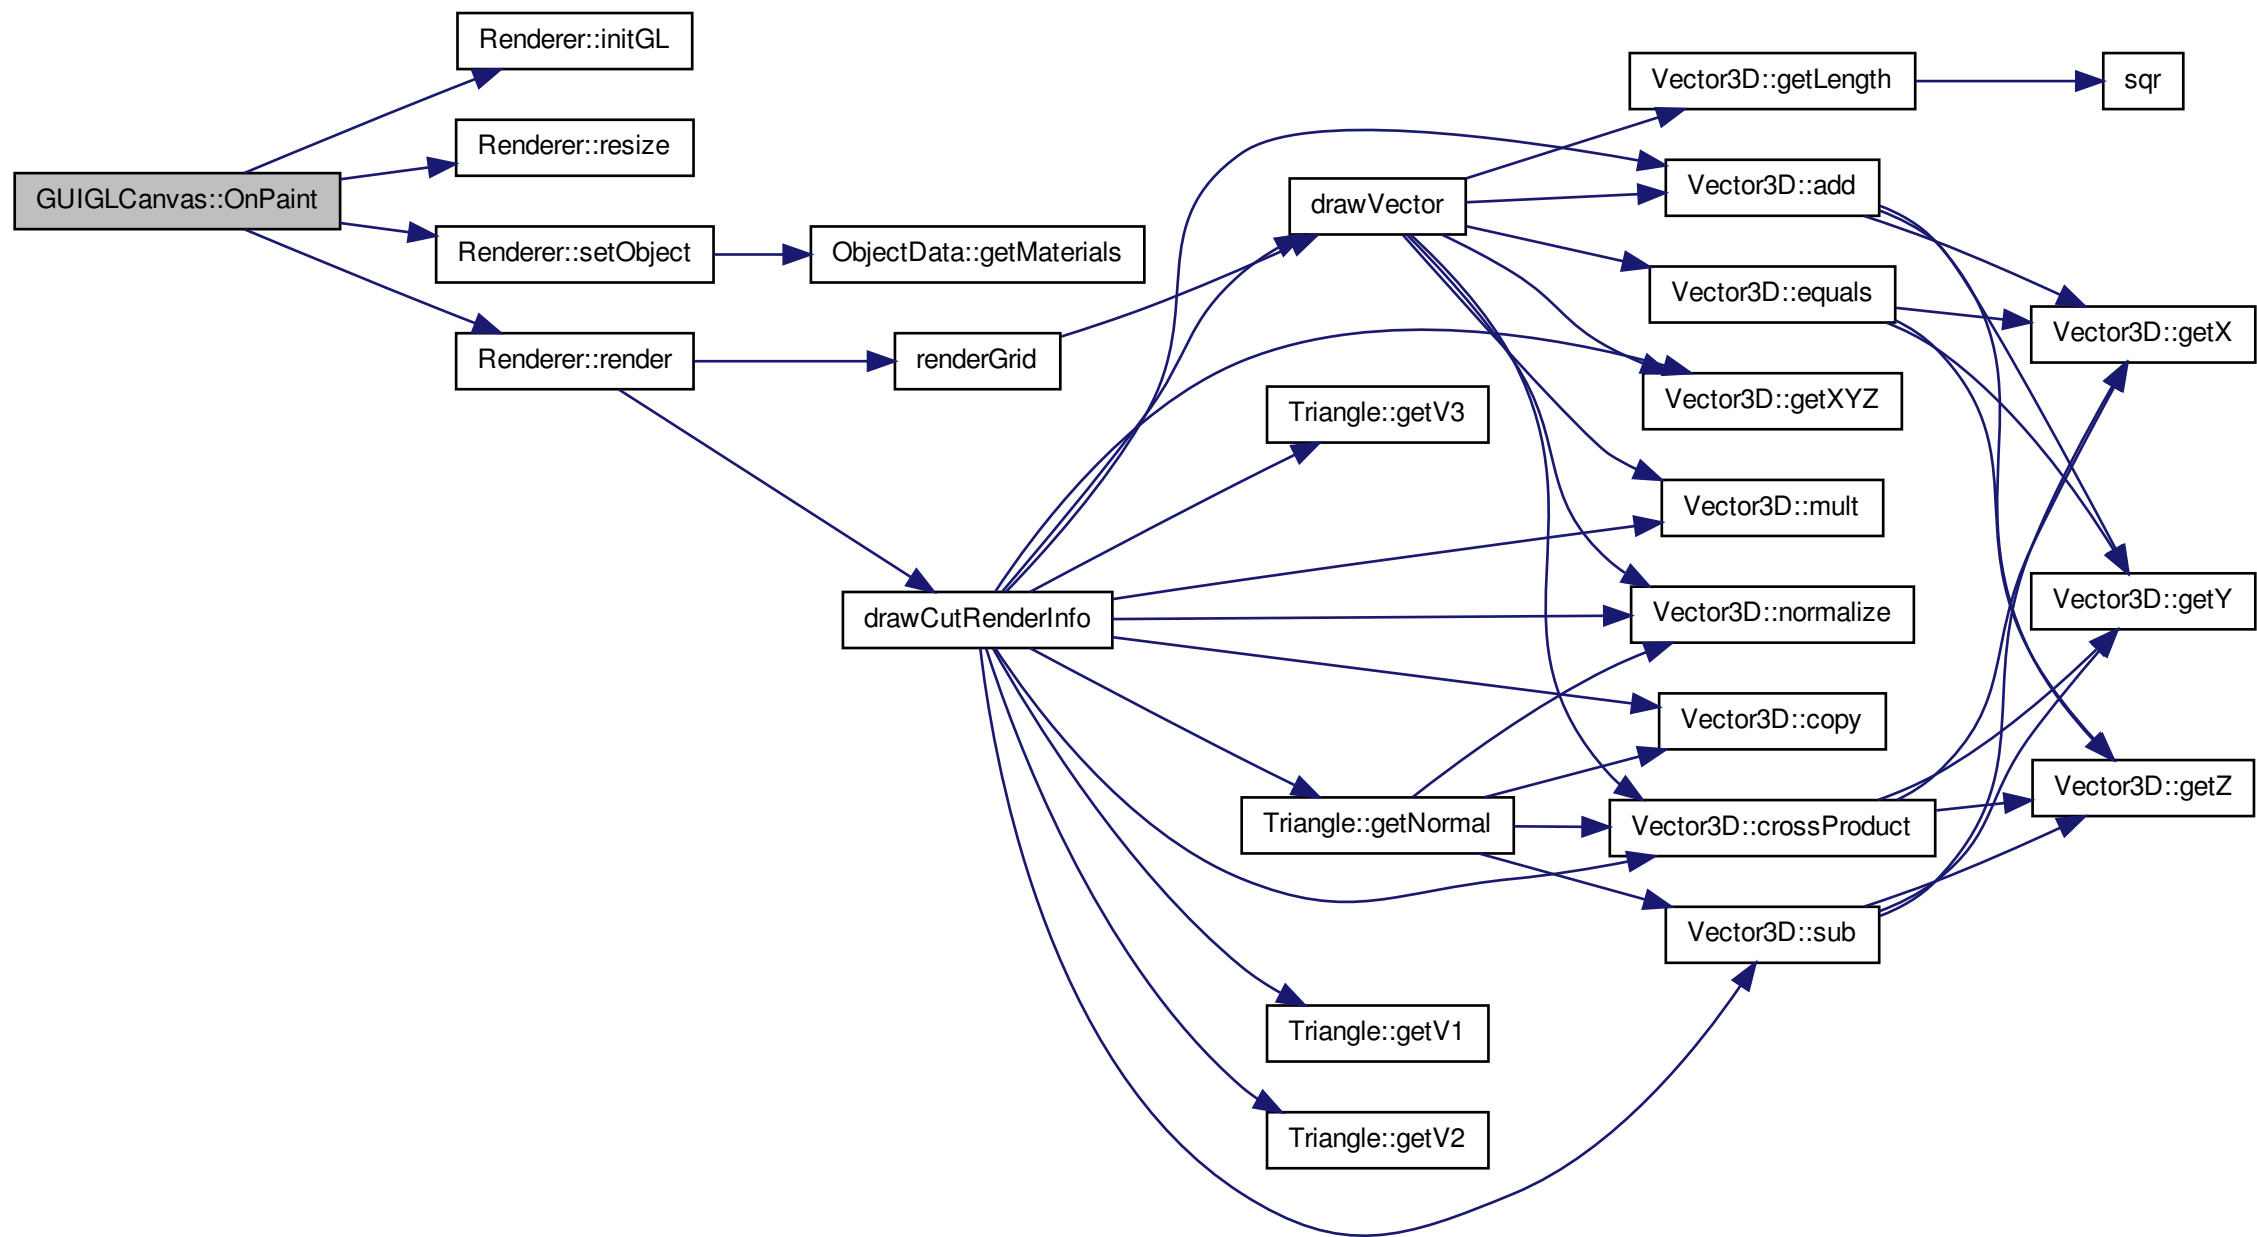 GUIGLCanvas::OnPaint
Renderer::initGL
Renderer::resize
Renderer::setObject
Renderer::render
ObjectData::getMaterials
renderGrid
drawCutRenderInfo
drawVector
Triangle::getV3
Triangle::getNormal
Triangle::getV1
Triangle::getV2
Vector3D::getLength
Vector3D::add
Vector3D::equals
Vector3D::getXYZ
Vector3D::mult
Vector3D::normalize
Vector3D::copy
Vector3D::crossProduct
Vector3D::sub
sqr
Vector3D::getX
Vector3D::getY
Vector3D::getZ